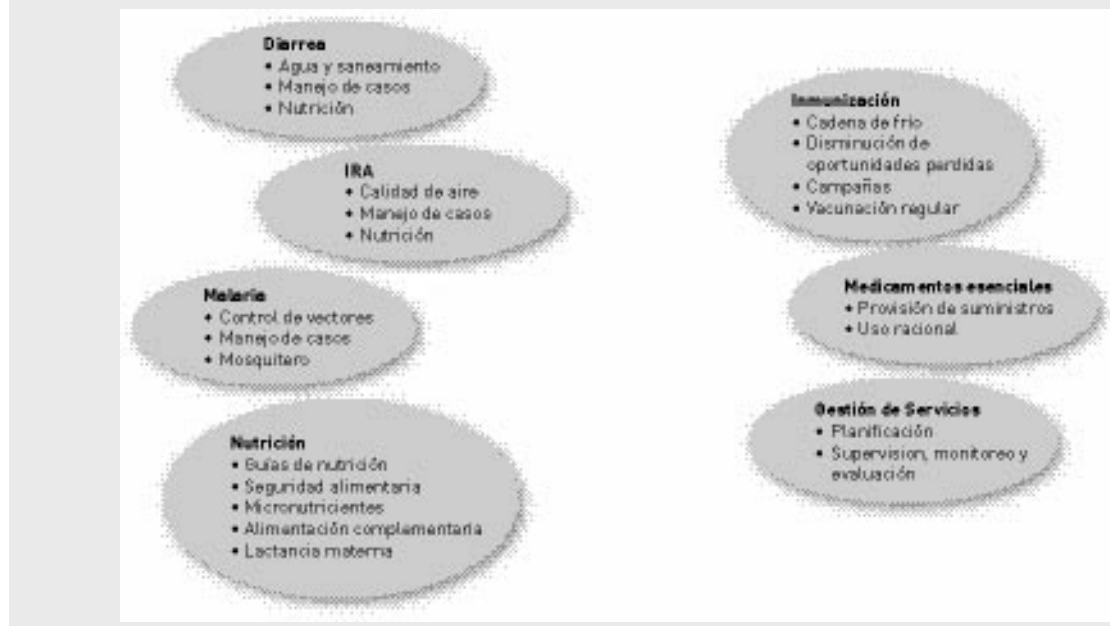 Diarrea
• Agua y saneamiento
• Manejo de casos
• Nutrición
IRA
• Calidad de aire
• Manejo de casos
• Nutrición
Malaria
• Control de vectores
• Manejo de casos
• Mosquitero
Nutrición
• Guías de nutrición
• Seguridad alimentaria
• Micronutricientes
• Alimentación complementaria
• Lactancia materna
Inmunización
• Cadena de frío
• Disminución de
oportunidades perdidas
• Campañas
• Vacunación regular
Medicamentos esenciales
• Provisión de suministros
• Uso racional
Gestión de Servicios
• Planificación
• Supervision, monitoreo y
evaluación